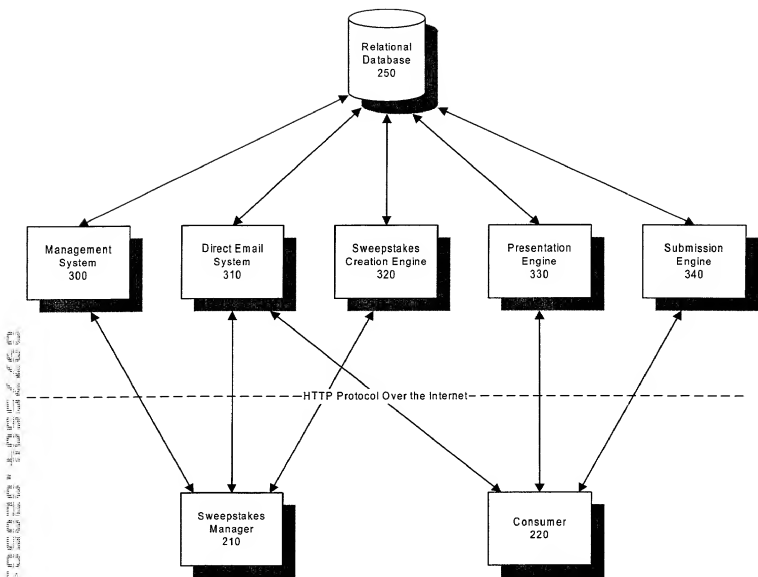 Relational
Database
250
Management
System
300
Direct Email
System
310
Sweepstakes
Creation Engine
320
Presentation
Engine
330
Submission
Engine
340
HTTP Protocol Over the Internet
Sweepstakes
Manager
210
Consumer
220